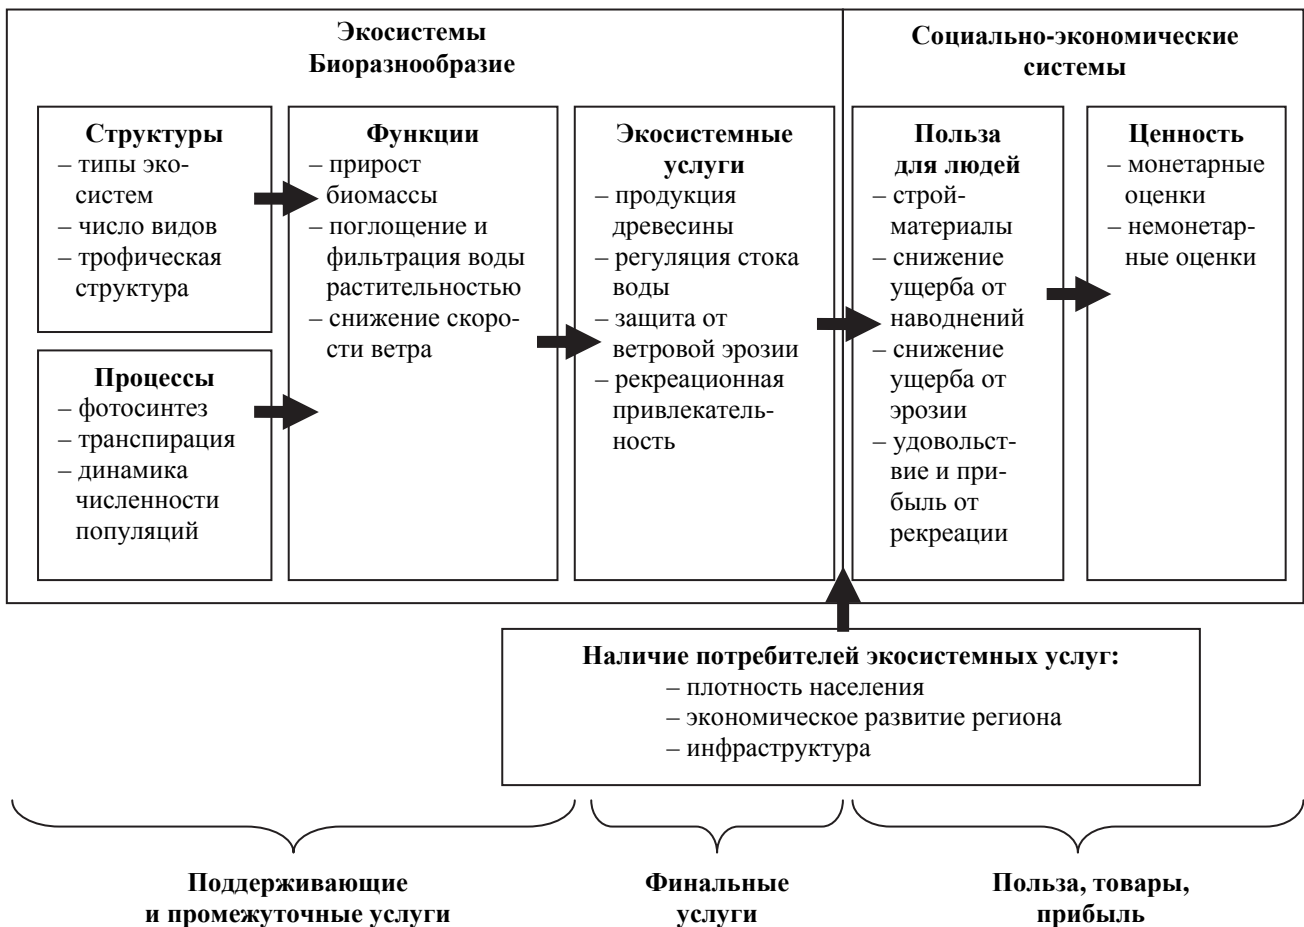 Экосистемы
Биоразнообразие
Социально-экономические
системы
Структуры
– типы эко-
систем
– число видов
– трофическая
структура
Процессы
– фотосинтез
– транспирация
– динамика
численности
популяций
Функции
– прирост
биомассы
– поглощение и
фильтрация воды
растительностью
– снижение скоро-
сти ветра
Экосистемные
услуги
– продукция
древесины
– регуляция стока
воды
– защита от
ветровой эрозии
– рекреационная
привлекатель-
ность
Польза
для людей
– строй-
материалы
– снижение
ущерба от
наводнений
– снижение
ущерба от
эрозии
– удовольст-
вие и при-
быль от
рекреации
Ценность
– монетарные
оценки
– немонетар-
ные оценки
Наличие потребителей экосистемных услуг:
– плотность населения
– экономическое развитие региона
– инфраструктура
Поддерживающие
и промежуточные услуги
Финальные
услуги
Польза, товары,
прибыль